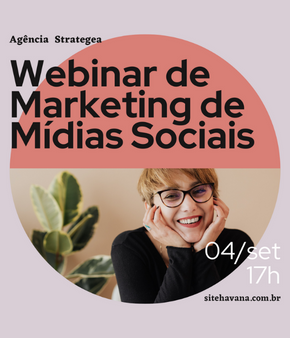 Agência Strategea
Webinar de
Marketing de
Mídias Sociais
04/set
17h
sitehavana.com.br